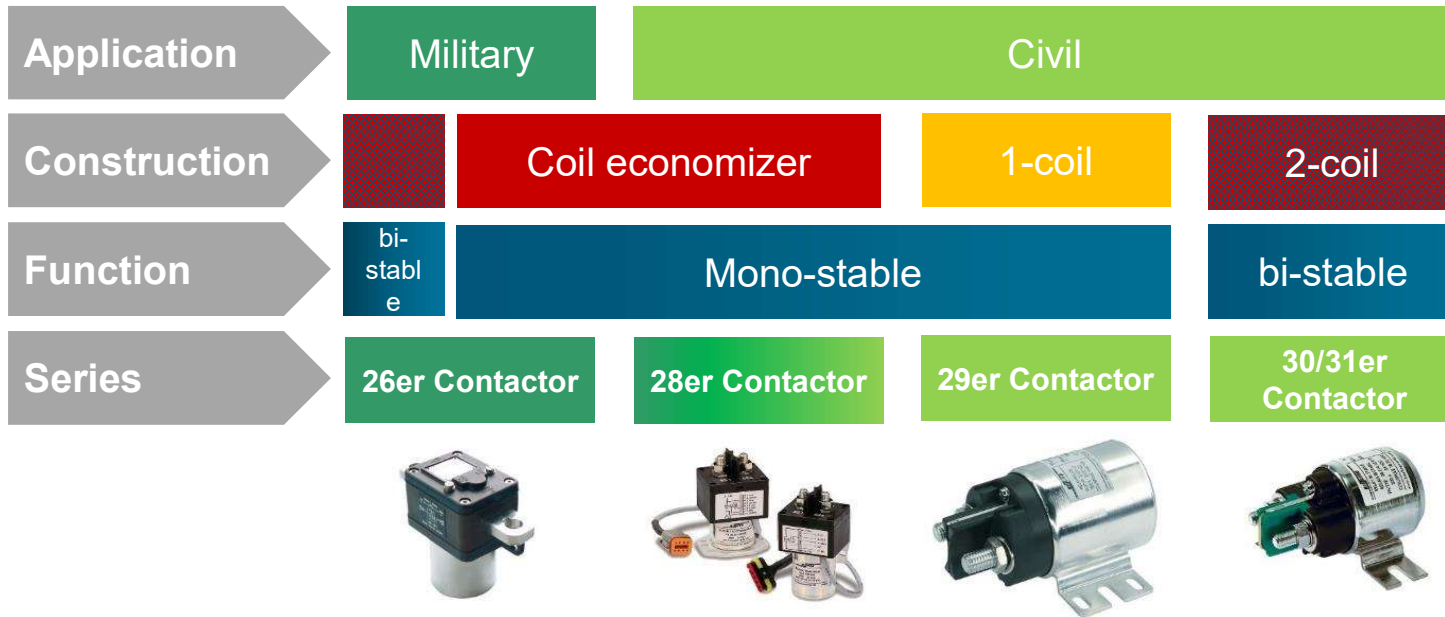 Application
Military
Civil
Construction
Coil economizer
1-coil
2-coil
Function
bi-
stabl
e
Mono-stable
bi-stable
Series
26er Contactor
28er Contactor
29er Contactor
30/31er
Contactor